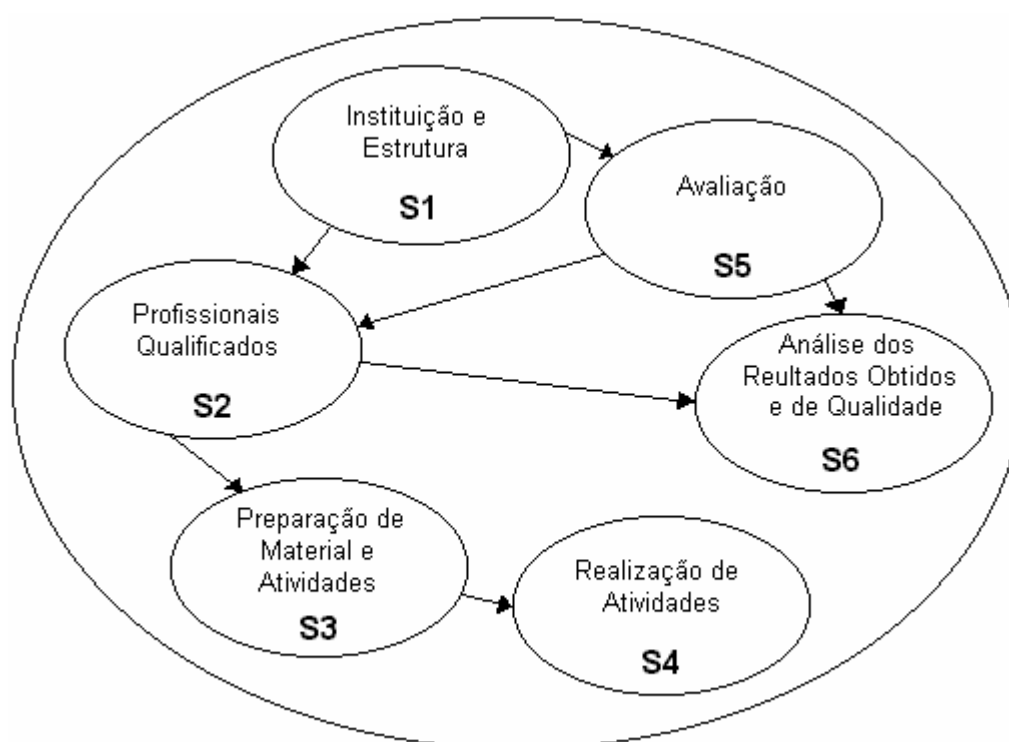 Instituição e
Estrutura
S1
Avaliação
S5
Profissionais
Qualificados
S2
Análise dos
Reultados Obtidos
e de Qualidade
S6
Preparação de
Material e
Atividades
S3
Realização de
Atividades
S4